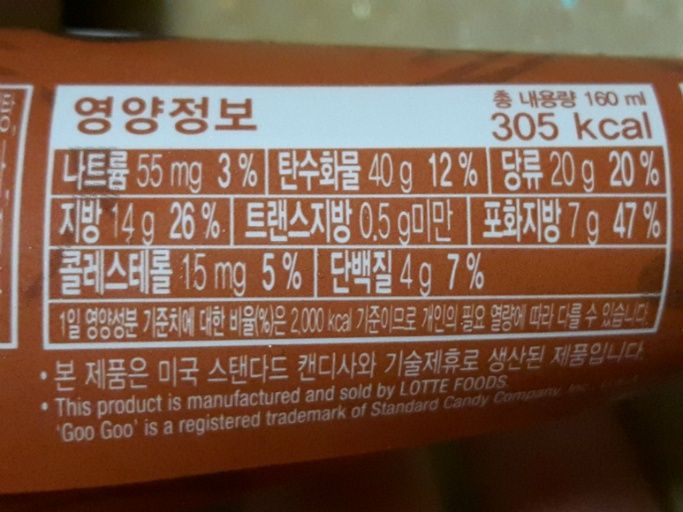 영양정보
총 내용량 160 ml
305 kcal
나트륨 55 mg 3 % 탄수화물 40 g 12 % 당류 20 g 20 %
지방 14 g 26 % 트랜스지방 0.5 g미만 포화지방 7 g 47 %
콜레스테롤 15 mg 5 % 단백질 4 g 7 %
1일 영양성분 기준치에 대한 비율(%)은 2,000 kcal 기준이므로 개인의 필요 열량에 따라 다를 수 있습니다.
• 본 제품은 미국 스탠다드 캔디사와 기술제휴로 생산된 제품입니다.
• This product is manufactured and sold by LOTTE FOODS.
'Goo Goo' is a registered trademark of Standard Candy Company, Inc.